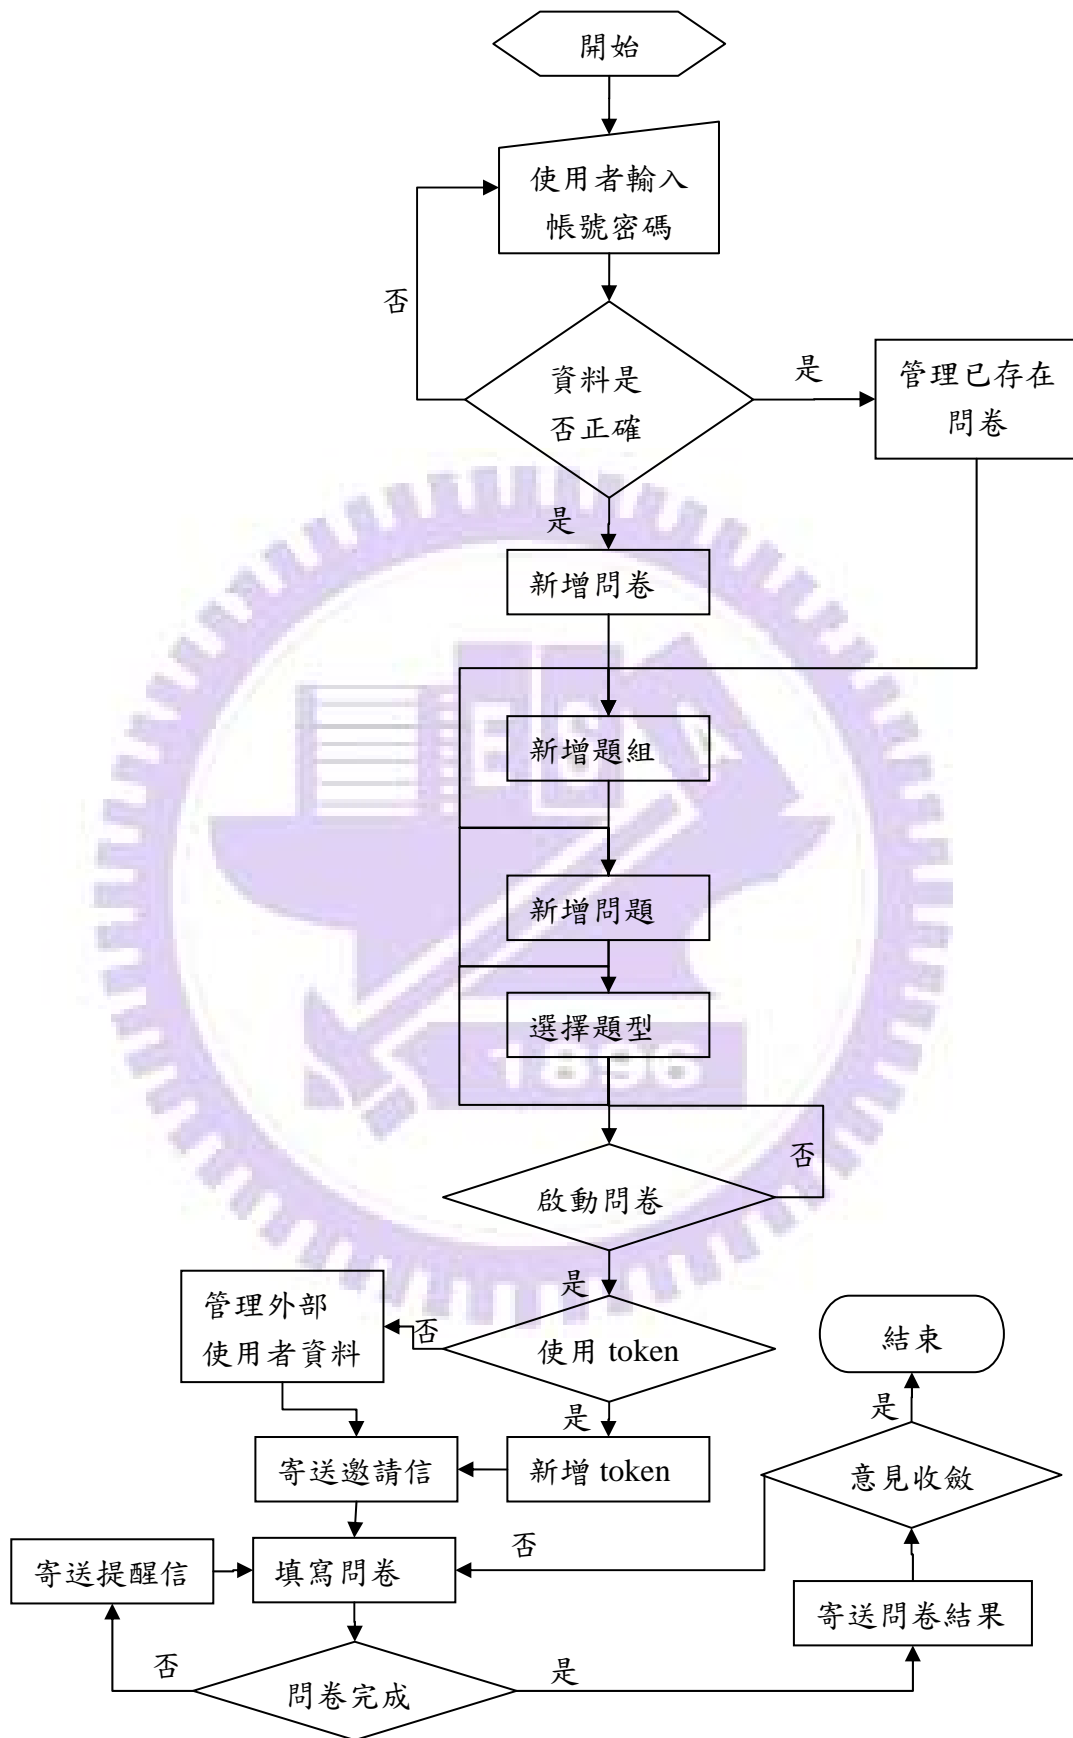 開始
使用者輸入
帳號密碼
否
資料是
否正確
是
管理已存在
問卷
是
新增問卷
ESA
新增題組
新增問題
選擇題型
1896
否
啟動問卷
是
管理外部
使用者資料
否
使用 token
結束
是
是
寄送邀請信
新增 token
意見收斂
否
寄送提醒信
填寫問卷
寄送問卷結果
否
是
問卷完成